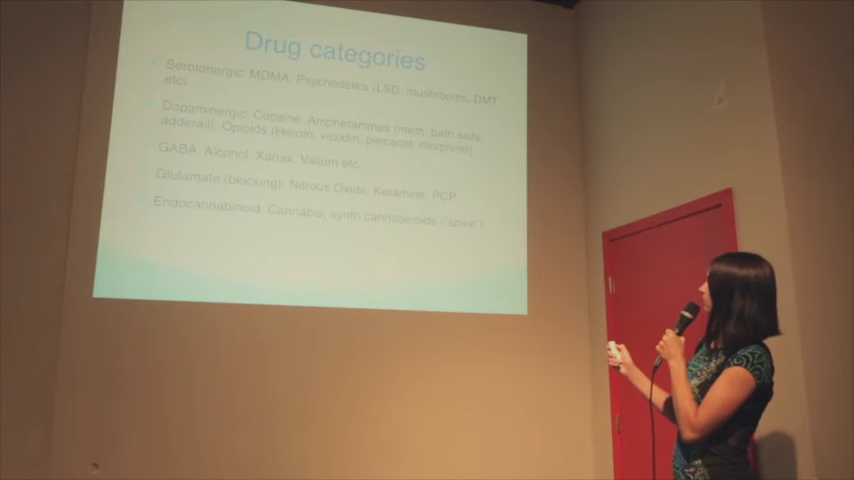 Drug categories
Serotonergic: MDMA, Psychedelics (LSD, mushrooms, DMT
etc)
Dopaminergic: Cocaine, Amphetamines (meth, bath salts,
adderall), Opioids (Heroin, vicodin, percacet, morphine),
GABA: Alcohol, Xanax, Valium etc
Glutamate (blocking): Nitrous Oxide, Ketamine, PCP
Endocannabinoid: Cannabis, synth cannabinoids ("spice")